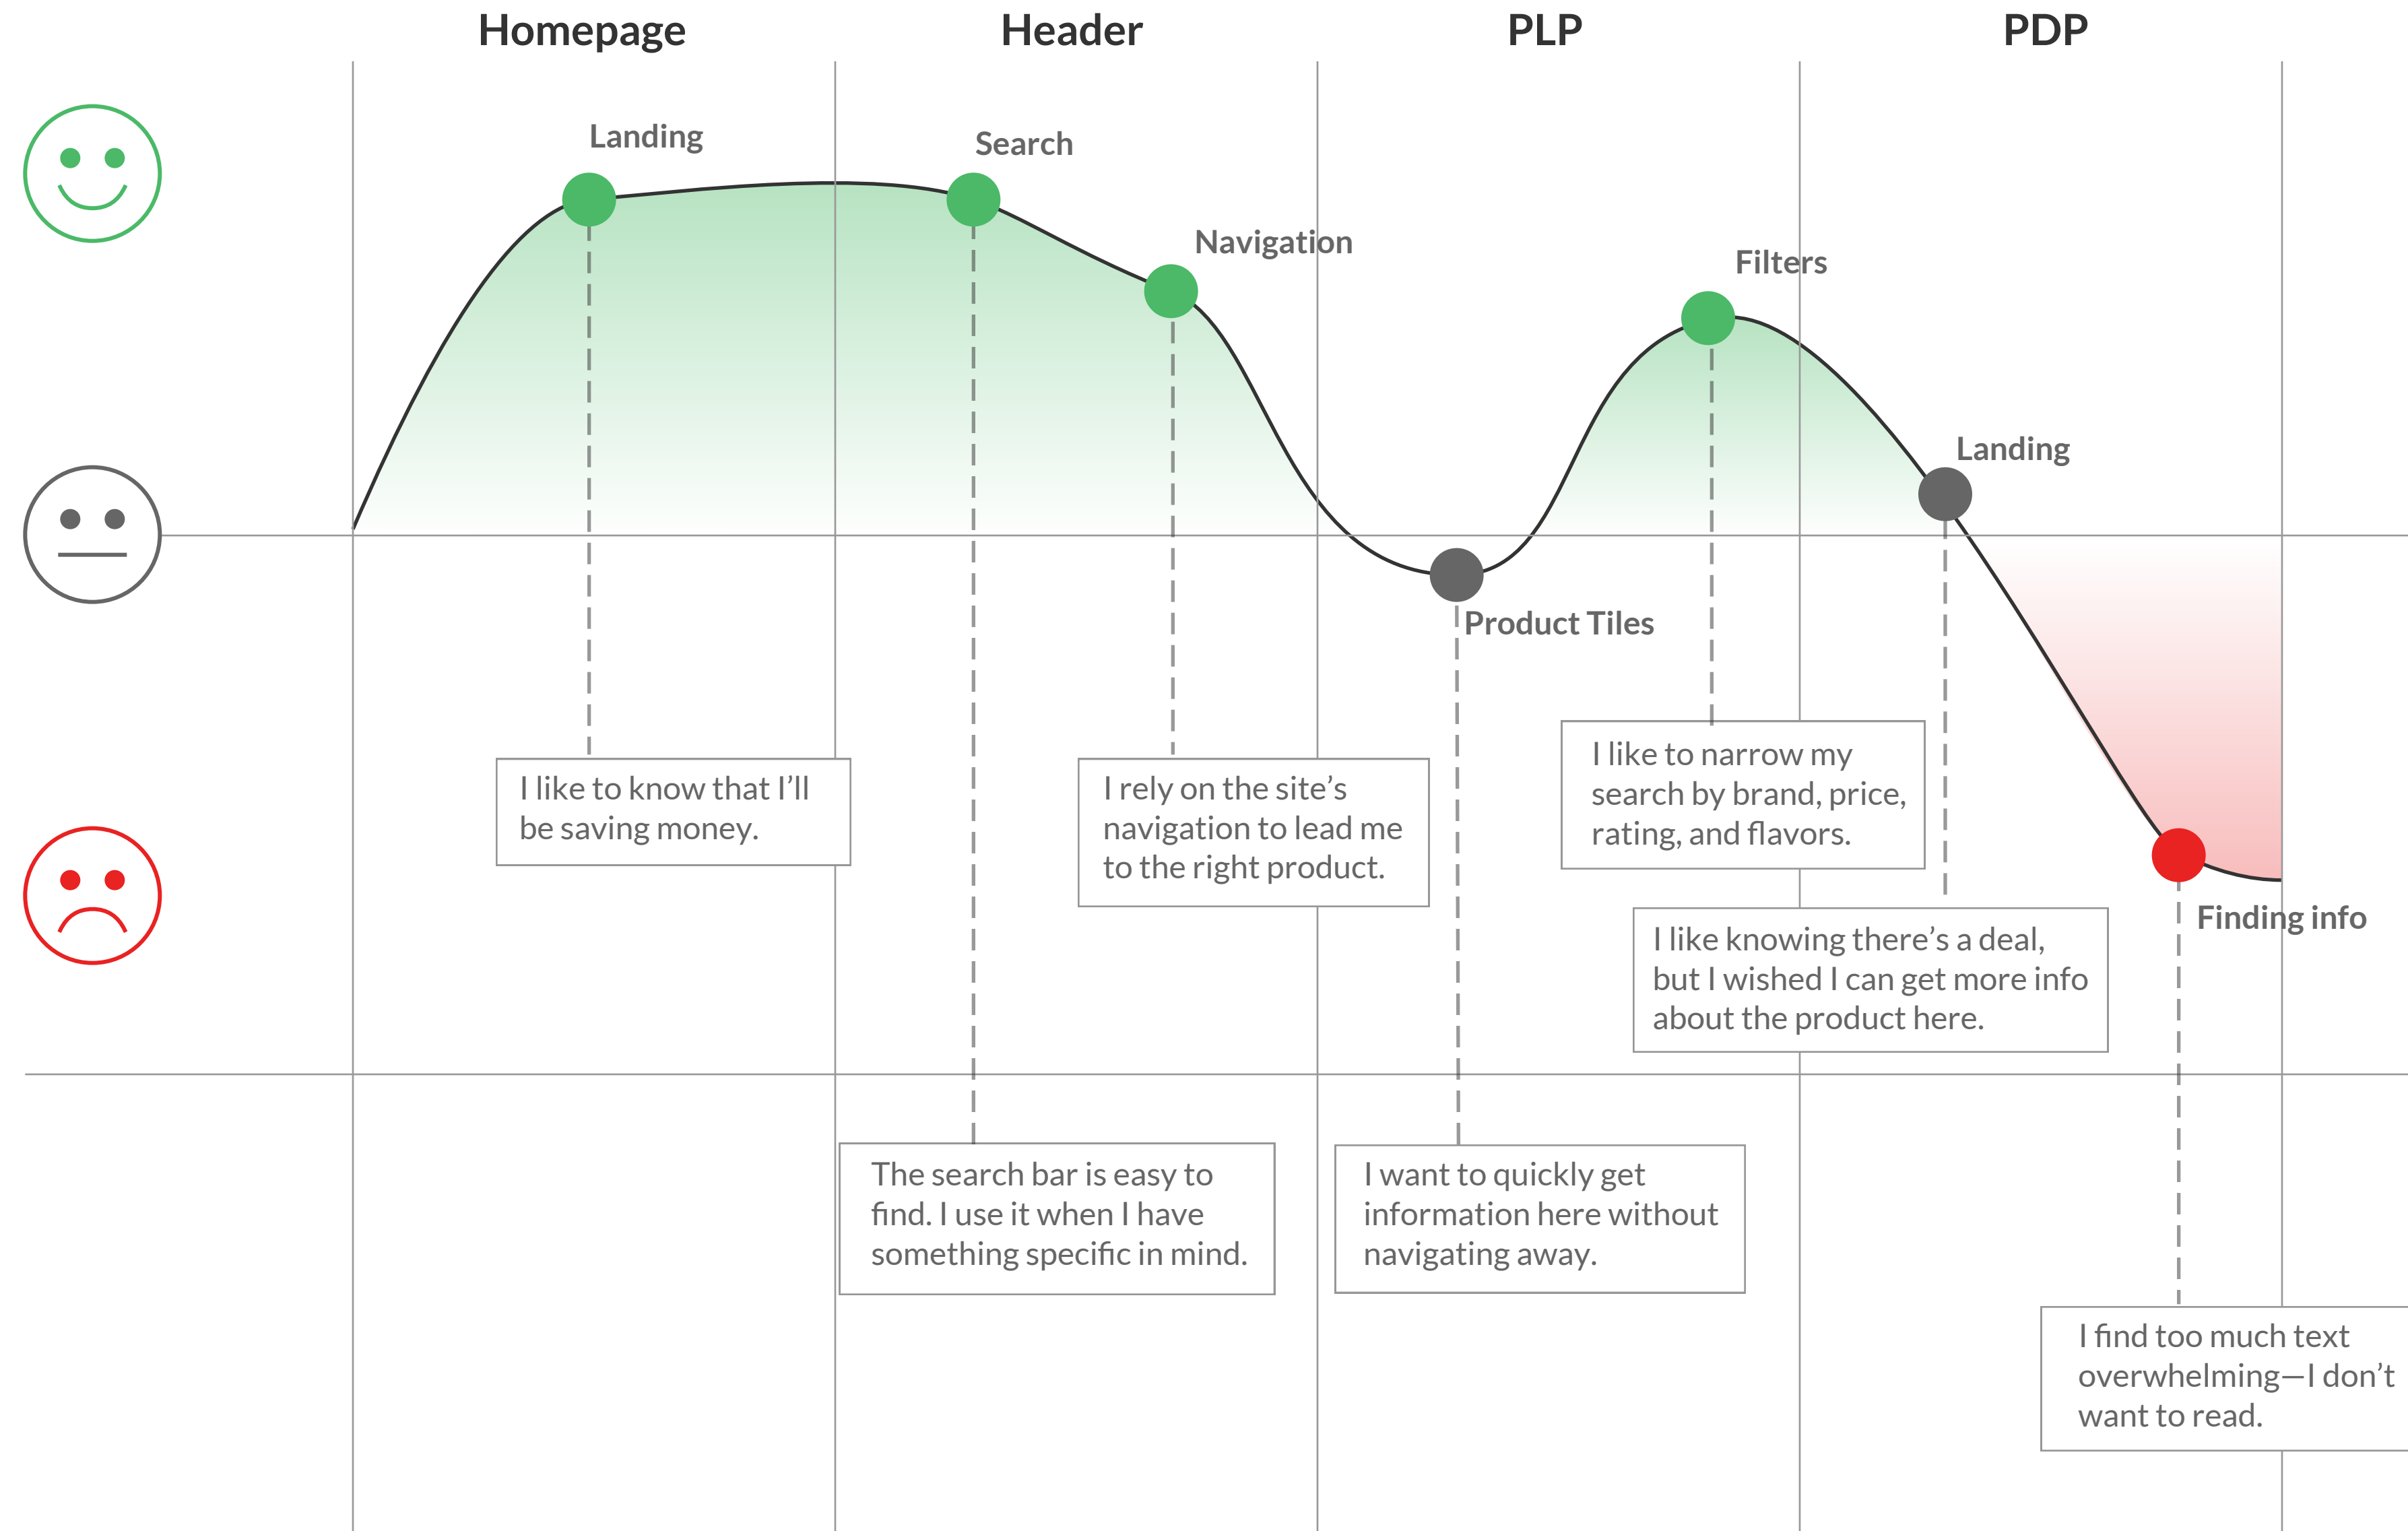 Homepage
Header
PLP
PDP
Landing
Search
Navigation
Filters
Landing
Product Tiles
Finding info
I like to know that I’ll
be saving money.
I rely on the site’s
navigation to lead me
to the right product.
I like to narrow my
search by brand, price,
rating, and flavors.
I like knowing there’s a deal,
but I wished I can get more info
about the product here.
The search bar is easy to
find. I use it when I have
something specific in mind.
I want to quickly get
information here without
navigating away.
I find too much text
overwhelming—I don’t
want to read.